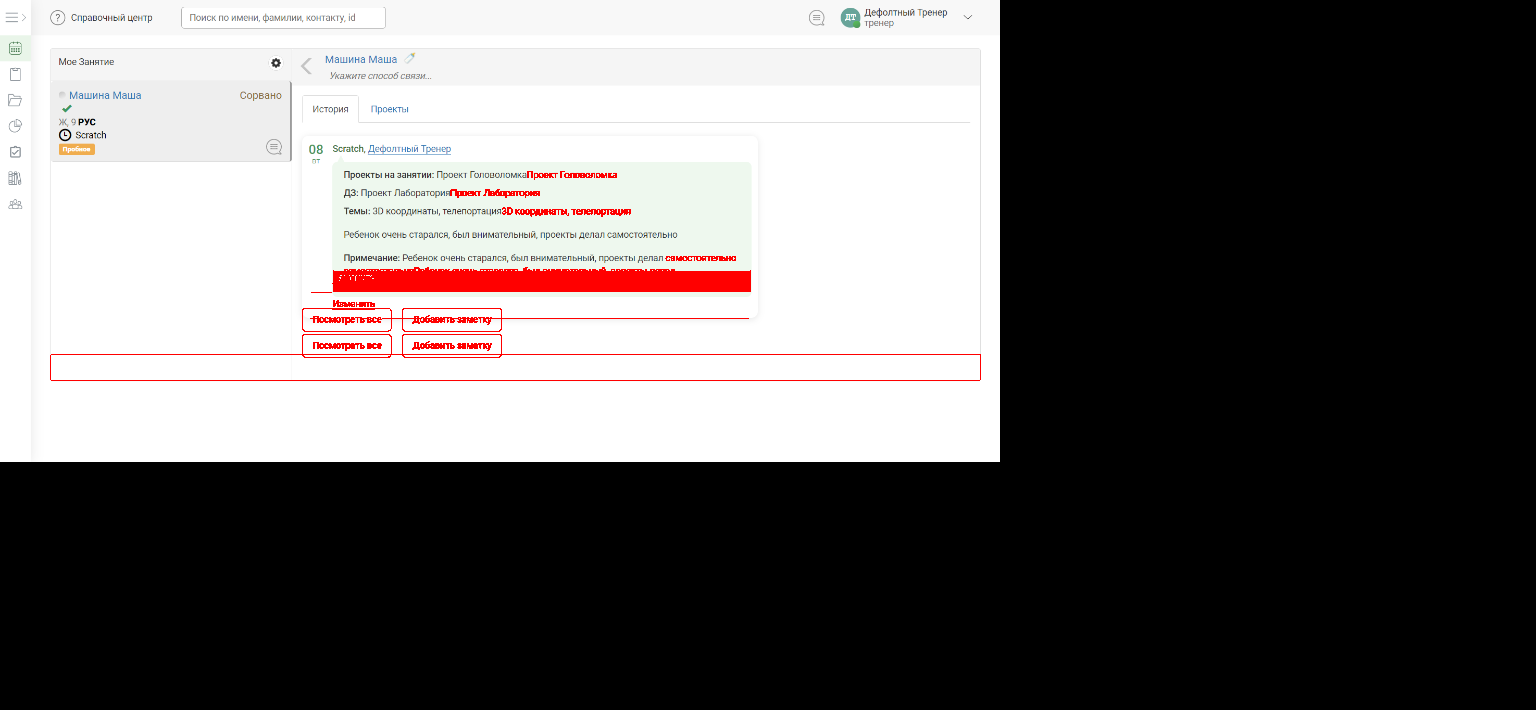 Справочный центр
Поиск по имени, фамилии, контакту, id
ДТ
Дефолтный Тренер
тренер
Мое Занятие
Машина Маша
Сорвано
Ж, 9 РУС
Scratch
Пробное
Машина Маша
Укажите способ связи...
История
Проекты
08
ПТ
Scratch, Дефолтный Тренер
Проекты на занятии: Проект ГоловоломкаПроект Головоломка
ДЗ: Проект ЛабораторияПроект Лаборатория
Темы: 3D координаты, телепортация3D координаты, телепортация
Ребенок очень старался, был внимательный, проекты делал самостоятельно
Примечание: Ребенок очень старался, был внимательный, проекты делал самостоятельно
Изменить
Посмотреть все
Добавить заметку
Посмотреть все
Добавить заметку